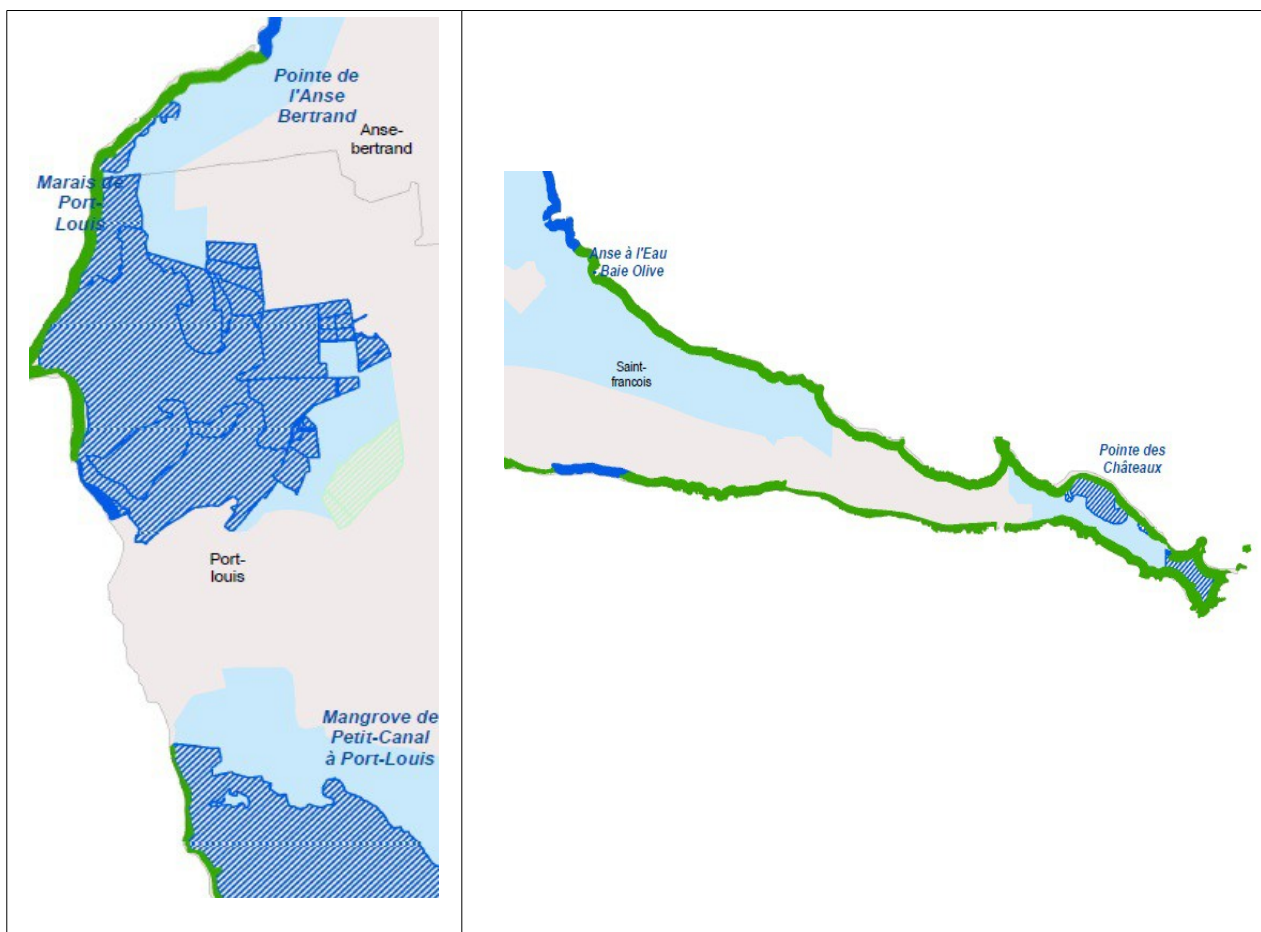 Pointe de
l'Anse
Bertrand
Anse-
bertrand
Marais de
Port-
Louis
Port-
louis
Mangrove de
Petit-Canal
à Port-Louis
Anse à l'Eau
- Baie Olive
Saint-
francois
Pointe des
Châteaux